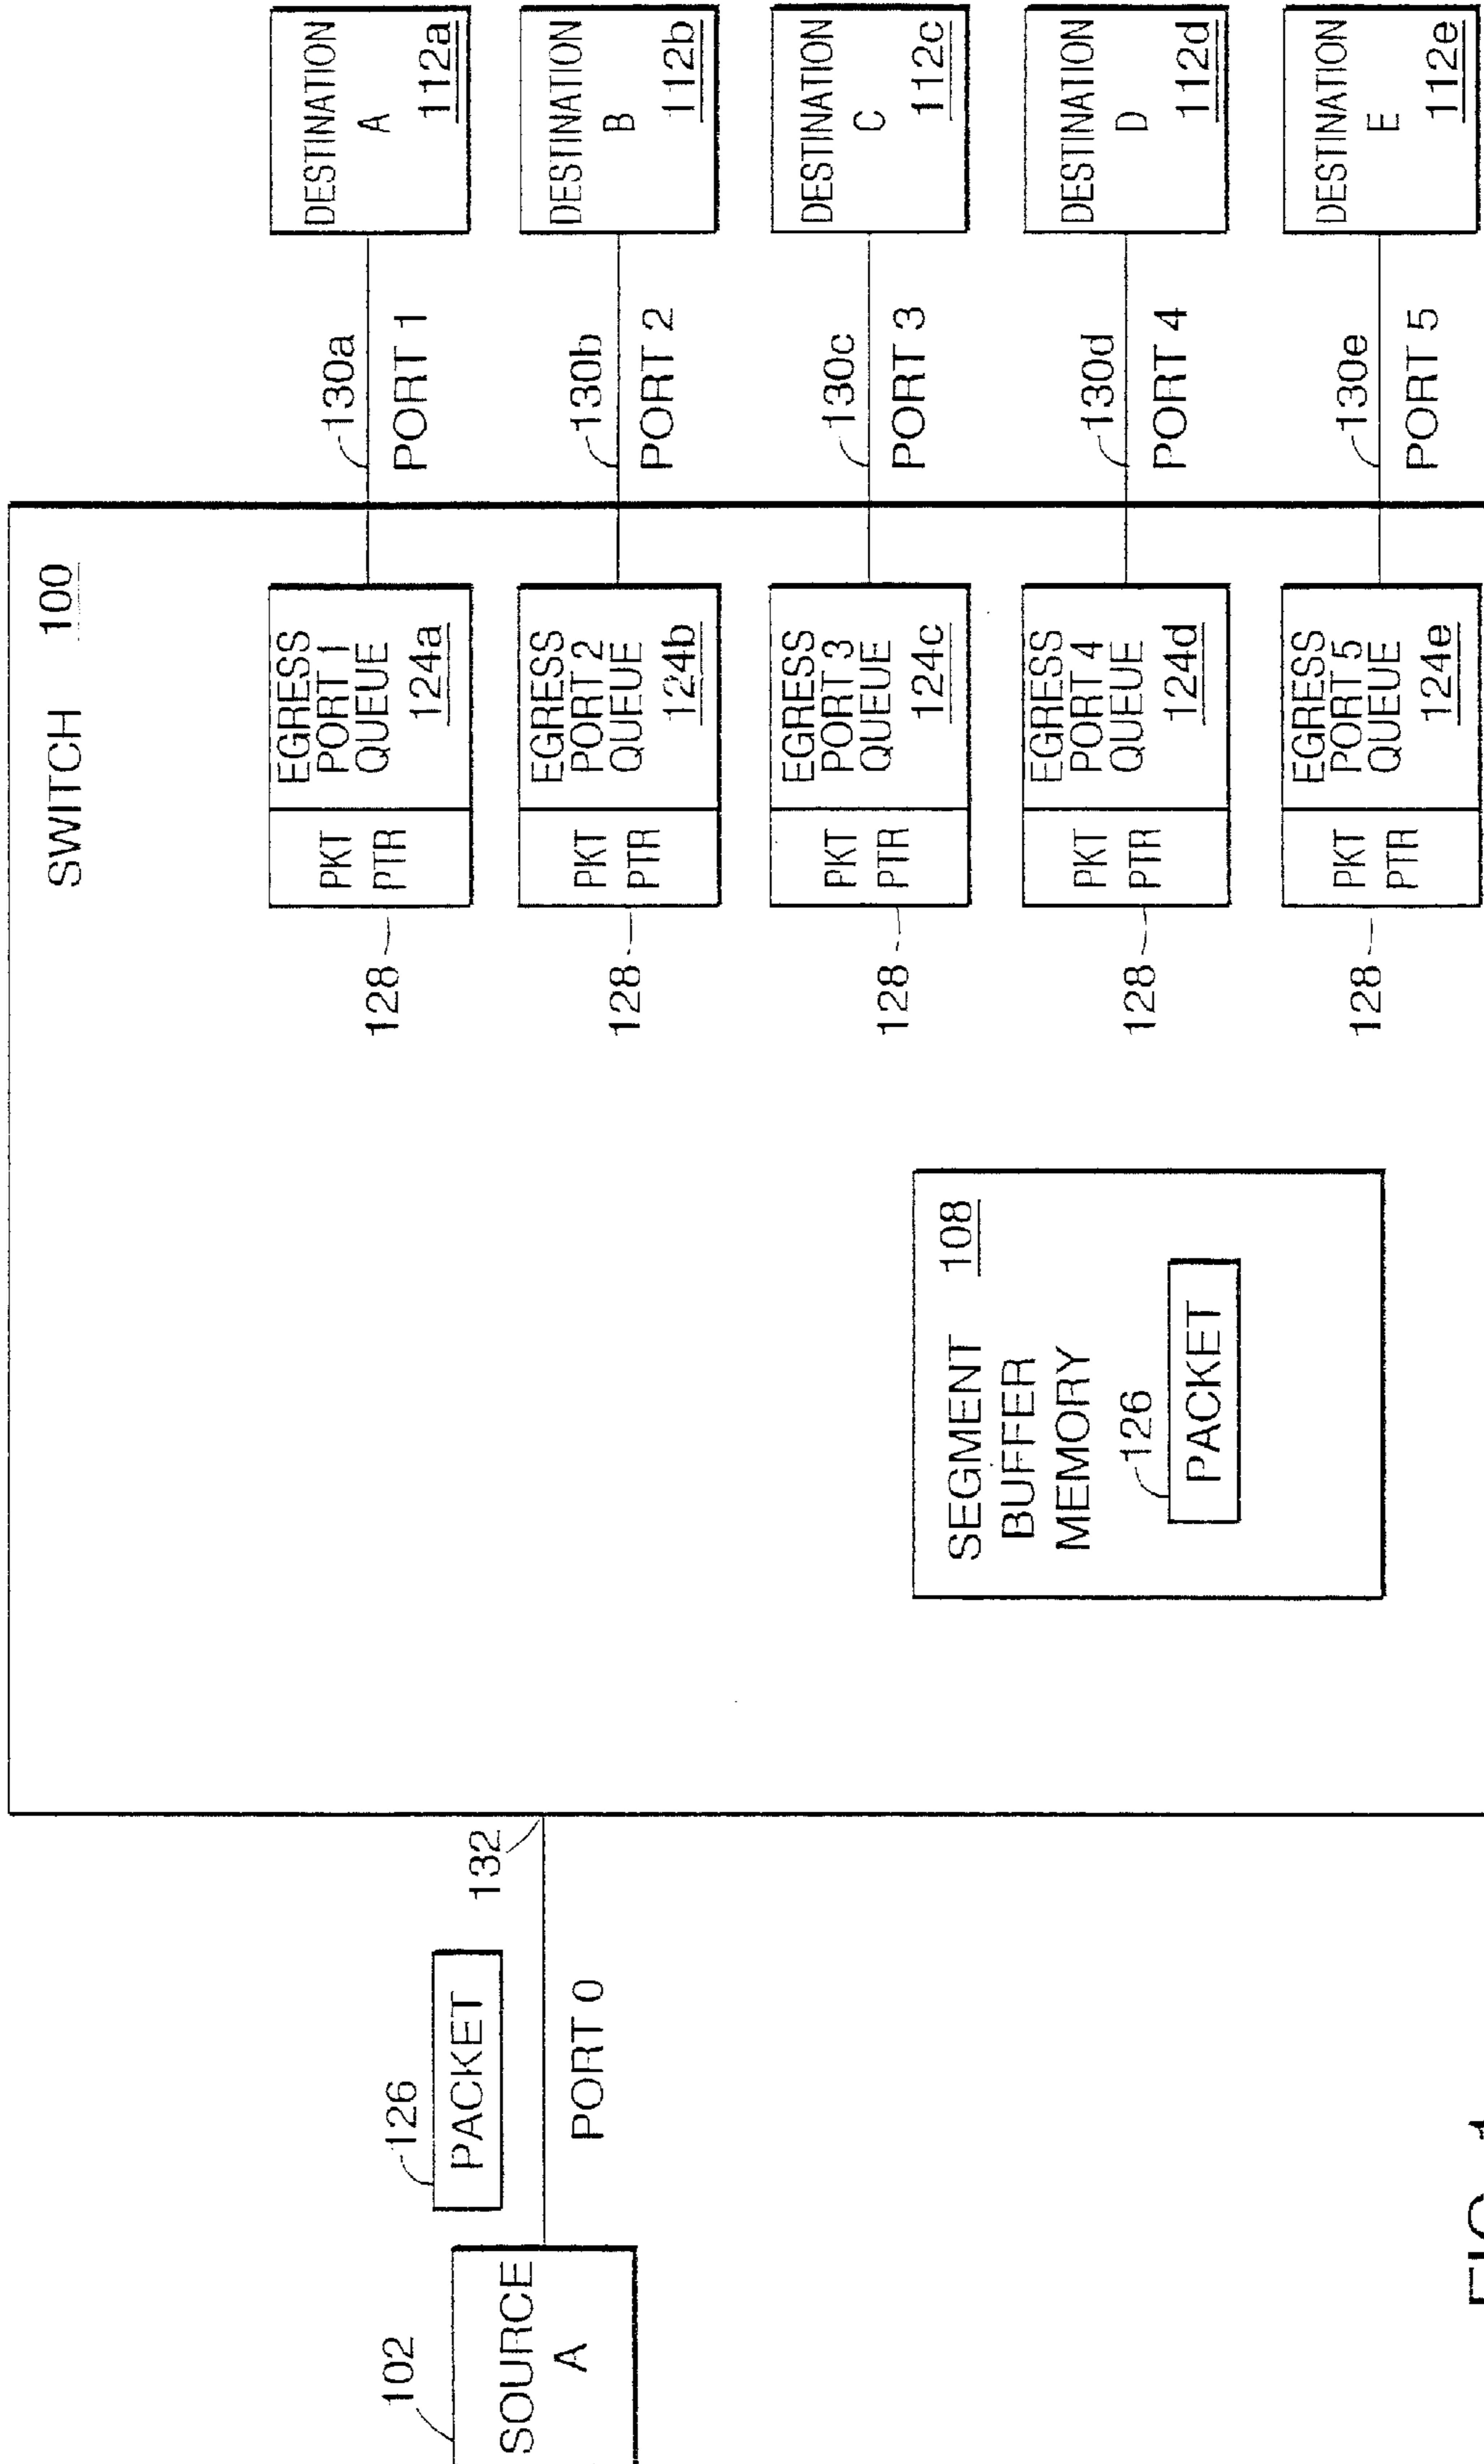 SWITCH 100
102
SOURCE
A
126
PACKET
PORT 0
132
SEGMENT 108
BUFFER
MEMORY
126
PACKET
128
PKT
PTR
EGRESS
PORT 1
QUEUE
124a
130a
PORT 1
DESTINATION
A
112a
128
PKT
PTR
EGRESS
PORT 2
QUEUE
124b
130b
PORT 2
DESTINATION
B
112b
128
PKT
PTR
EGRESS
PORT 3
QUEUE
124c
130c
PORT 3
DESTINATION
C
112c
128
PKT
PTR
EGRESS
PORT 4
QUEUE
124d
130d
PORT 4
DESTINATION
D
112d
128
PKT
PTR
EGRESS
PORT 5
QUEUE
124e
130e
PORT 5
DESTINATION
E
112e